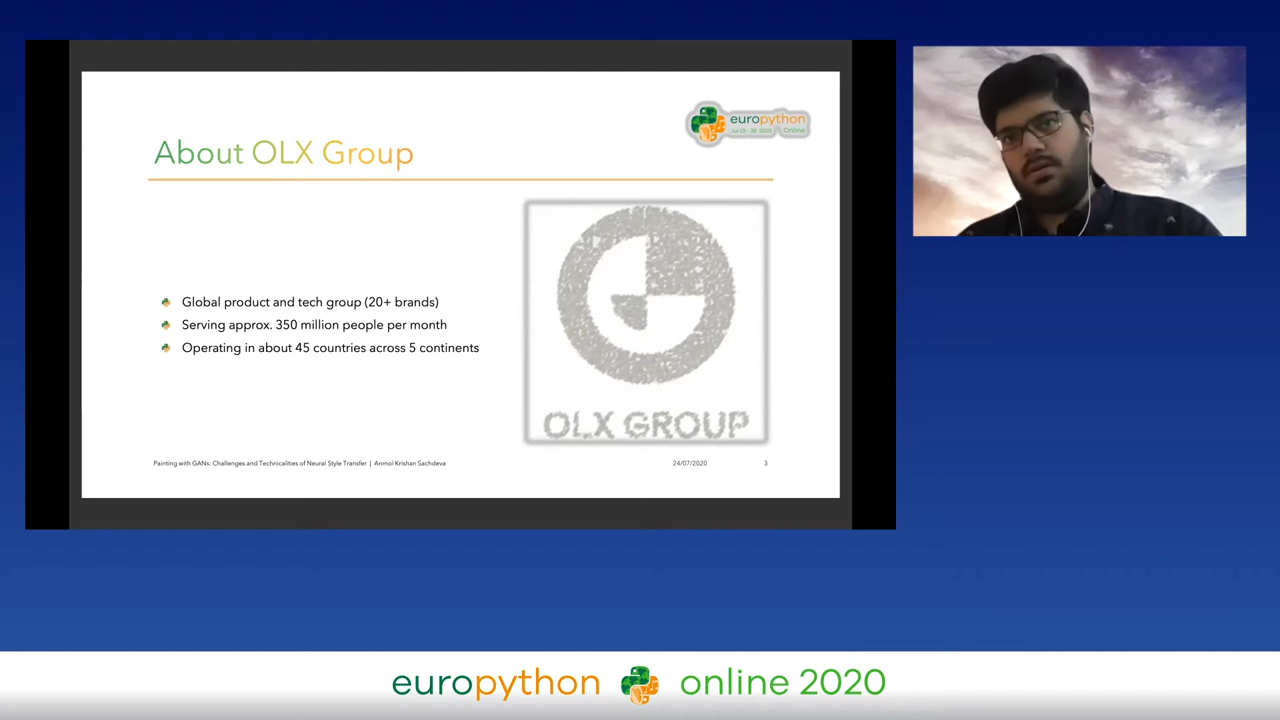 About OLX Group
europython
Online
Global product and tech group (20+ brands)
Serving approx. 350 million people per month
Operating in about 45 countries across 5 continents
OLX GROUP
Painting with GANs: Challenges and Technicalities of Neural Style Transfer | Anmol Krishan Sachdeva
24/07/2020
3
europython online 2020